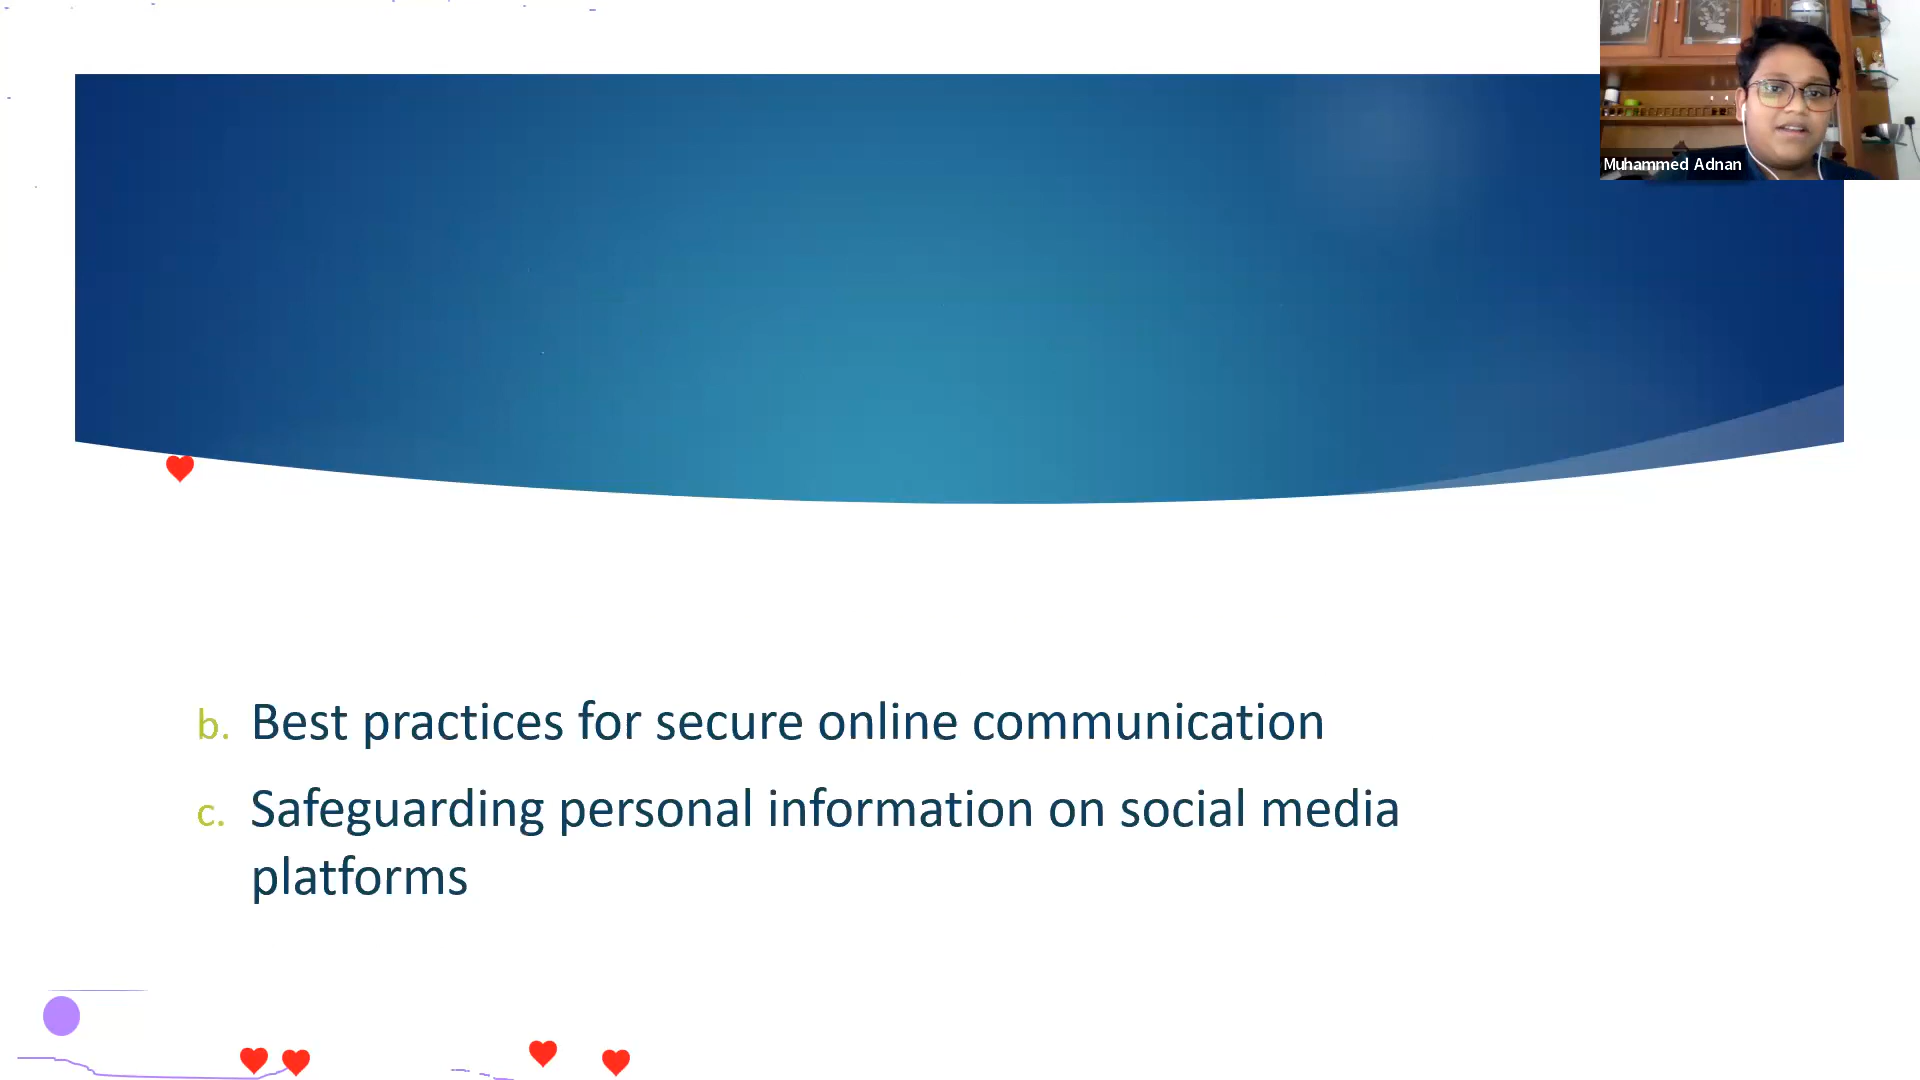 Muhammed Adnan
b. Best practices for secure online communication
c. Safeguarding personal information on social media
platforms